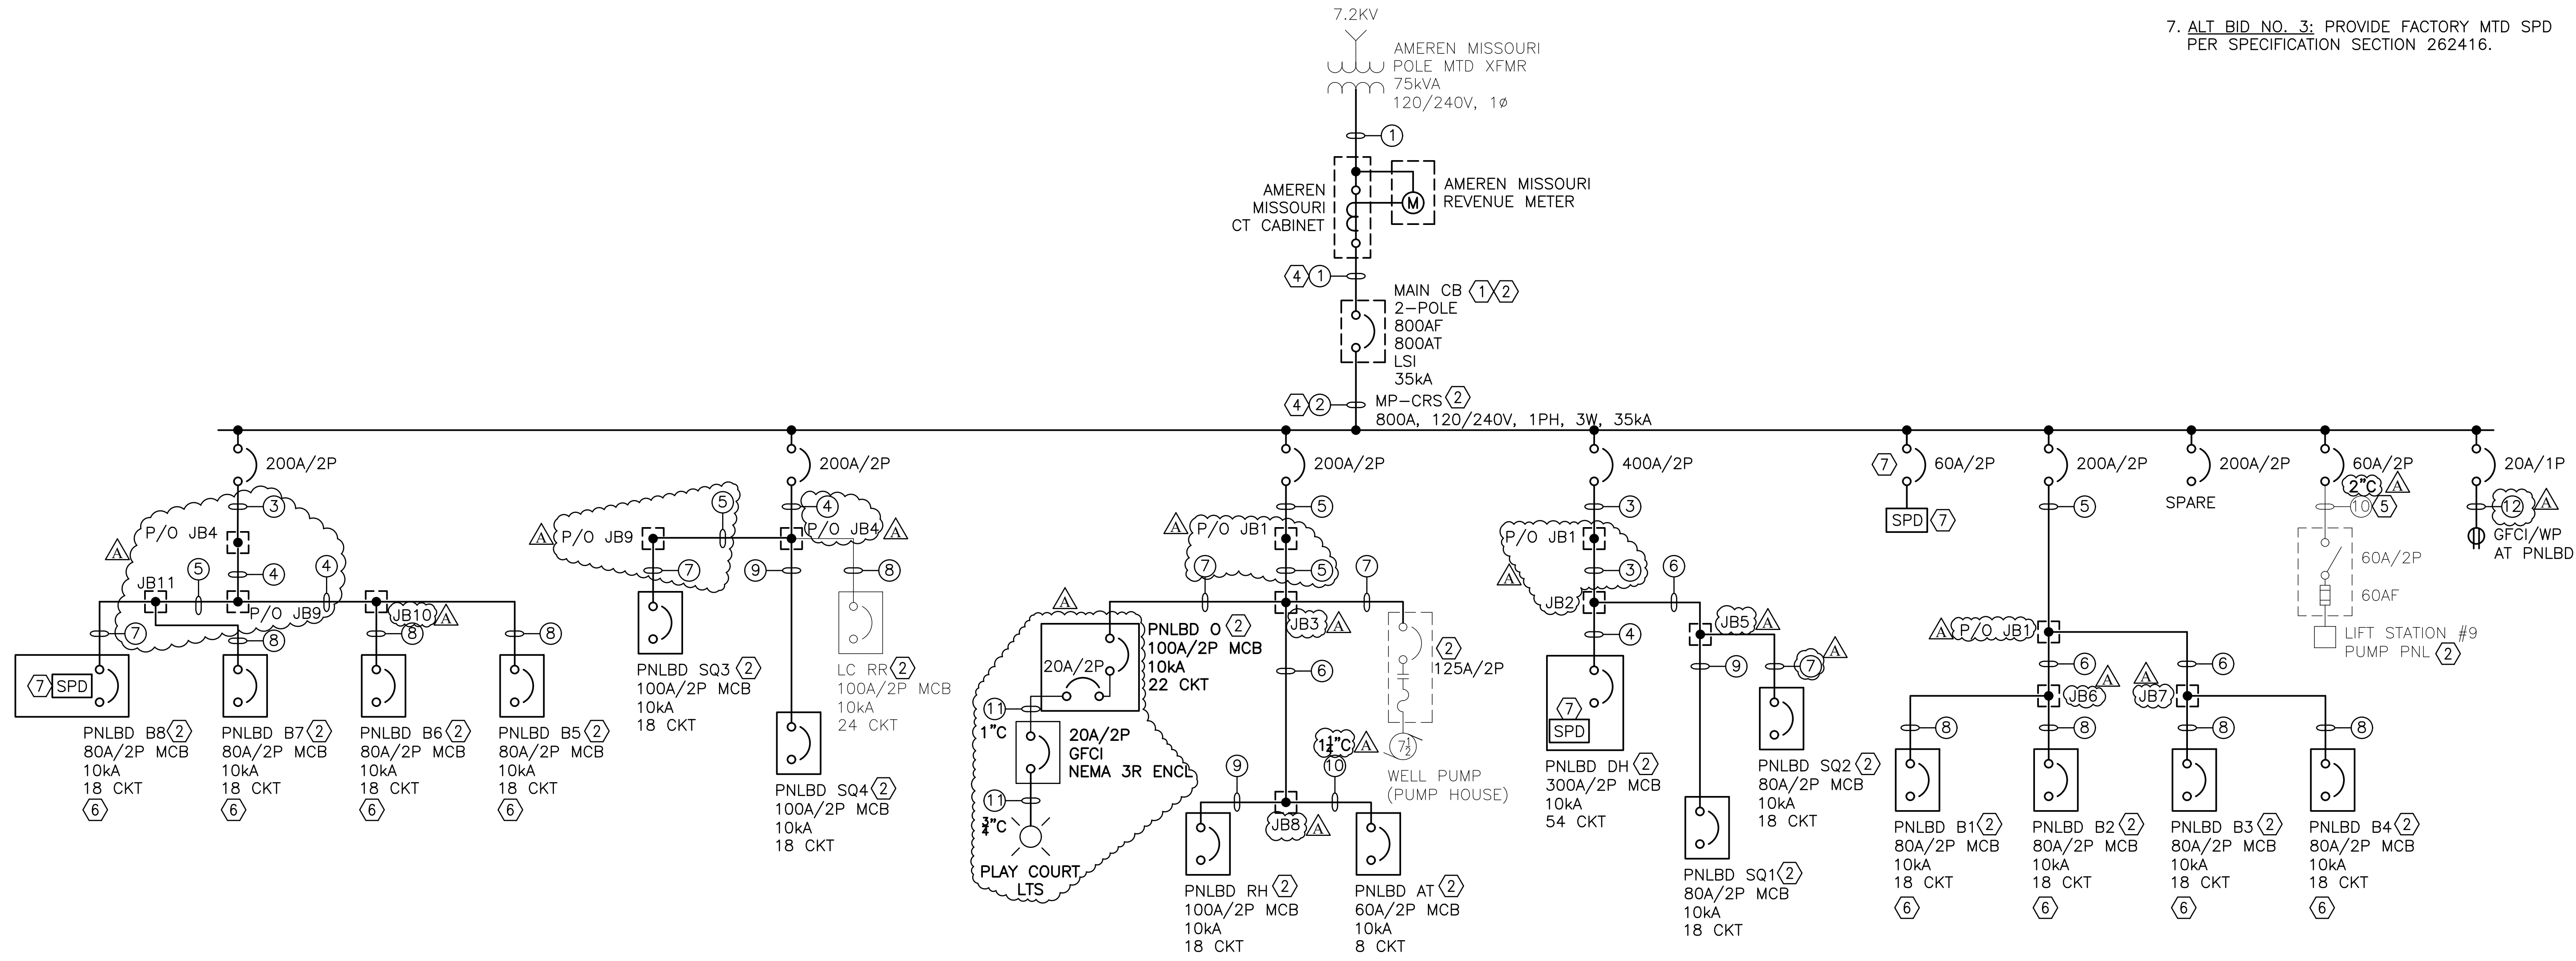 7.2KV
AMEREN MISSOURI
POLE MTD XFMR
75kVA
120/240V, 1ø
7. ALT BID NO. 3: PROVIDE FACTORY MTD SPD
PER SPECIFICATION SECTION 262416.
1
AMEREN
MISSOURI
CT CABINET
M
AMEREN MISSOURI
REVENUE METER
4 1
MAIN CB 1 2
2-POLE
800AF
800AT
LSI
35kA
4 2
MP-CRS 2
800A, 120/240V, 1PH, 3W, 35kA
200A/2P
3
P/O JB4
A
4
JB11
5
4
P/O JB9
JB10 A
7
8
8
8
7 SPD
PNLBD B8 2
80A/2P MCB
10kA
18 CKT
6
PNLBD B7 2
80A/2P MCB
10kA
18 CKT
6
PNLBD B6 2
80A/2P MCB
10kA
18 CKT
6
PNLBD B5 2
80A/2P MCB
10kA
18 CKT
6
200A/2P
4
5
A P/O JB9
P/O JB4 A
7
9
8
PNLBD SQ3 2
100A/2P MCB
10kA
18 CKT
LC RR 2
100A/2P MCB
10kA
24 CKT
PNLBD SQ4 2
100A/2P MCB
10kA
18 CKT
200A/2P
5
A P/O JB1
5
7
7
A
JB3 A
PNLBD O 2
100A/2P MCB
10kA
22 CKT
20A/2P
11
1"C
20A/2P
GFCI
NEMA 3R ENCL
11
¾"C
PLAY COURT
LTS
6
2
125A/2P
7½
WELL PUMP
(PUMP HOUSE)
1¼"C A
9
10
JB8 A
PNLBD RH 2
100A/2P MCB
10kA
18 CKT
PNLBD AT 2
60A/2P MCB
10kA
8 CKT
400A/2P
3
P/O JB1
A
3
JB2
6
4
JB5 A
9
7
A
7
SPD
PNLBD DH 2
300A/2P MCB
10kA
54 CKT
PNLBD SQ2 2
80A/2P MCB
10kA
18 CKT
PNLBD SQ1 2
80A/2P MCB
10kA
18 CKT
7
60A/2P
SPD 7
200A/2P
5
A P/O JB1
6
6
JB6 A
A
JB7
8
8
8
8
PNLBD B1 2
80A/2P MCB
10kA
18 CKT
6
PNLBD B2 2
80A/2P MCB
10kA
18 CKT
6
PNLBD B3 2
80A/2P MCB
10kA
18 CKT
6
PNLBD B4 2
80A/2P MCB
10kA
18 CKT
6
200A/2P
SPARE
60A/2P
2"C A
10 5
60A/2P
60AF
LIFT STATION #9
PUMP PNL 2
20A/1P
12 A
GFCI/WP
AT PNLBD